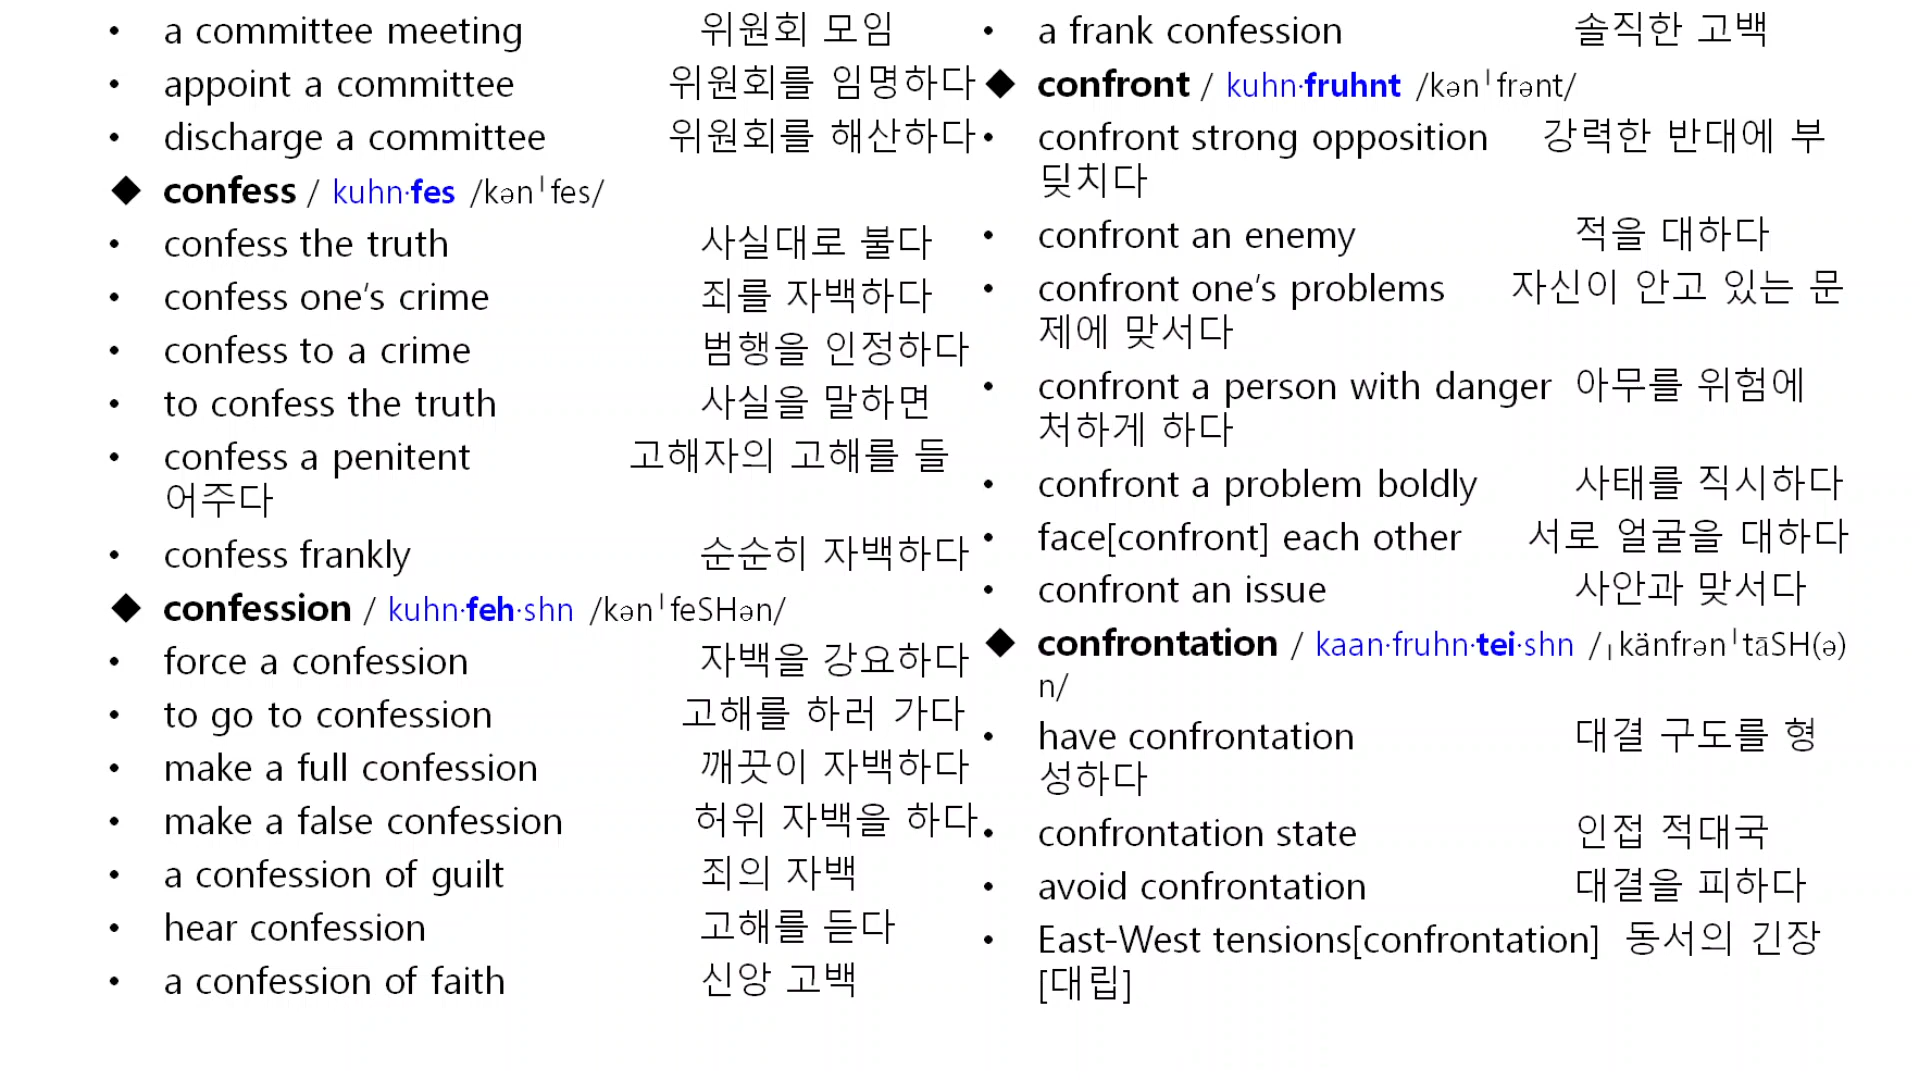 • a committee meeting 위원회 모임
• appoint a committee 위원회를 임명하다
• discharge a committee 위원회를 해산하다
◆ confess / kuhn·fes /kənˈfes/
• confess the truth 사실대로 불다
• confess one's crime 죄를 자백하다
• confess to a crime 범행을 인정하다
• to confess the truth 사실을 말하면
• confess a penitent 고해자의 고해를 들
어주다
• confess frankly 순순히 자백하다
◆ confession / kuhn·feh·shn /kənˈfeSHən/
• force a confession 자백을 강요하다
• to go to confession 고해를 하러 가다
• make a full confession 깨끗이 자백하다
• make a false confession 허위 자백을 하다
• a confession of guilt 죄의 자백
• hear confession 고해를 듣다
• a confession of faith 신앙 고백
• a frank confession 솔직한 고백
◆ confront / kuhn·fruhnt /kənˈfrənt/
• confront strong opposition 강력한 반대에 부
딪치다
• confront an enemy 적을 대하다
• confront one's problems 자신이 안고 있는 문
제에 맞서다
• confront a person with danger 아무를 위험에
처하게 하다
• confront a problem boldly 사태를 직시하다
• face[confront] each other 서로 얼굴을 대하다
• confront an issue 사안과 맞서다
◆ confrontation / kaan·fruhn·tei·shn /ˌkänfrənˈtāSH(ə)
n/
• have confrontation 대결 구도를 형
성하다
• confrontation state 인접 적대국
• avoid confrontation 대결을 피하다
• East-West tensions[confrontation] 동서의 긴장
[대립]